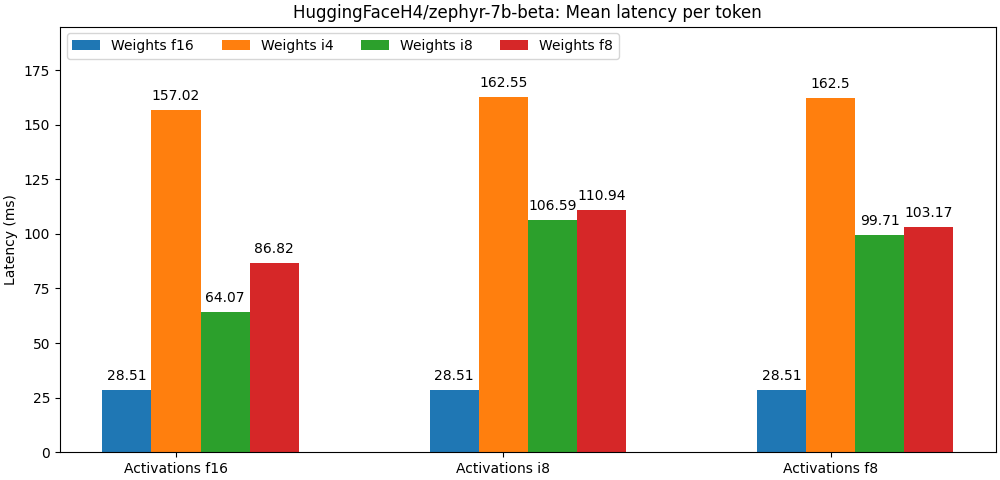 HuggingFaceH4/zephyr-7b-beta: Mean latency per token
Weights f16 Weights i4 Weights i8 Weights f8
Latency (ms)
175
150
125
100
75
50
25
0
28.51 157.02 64.07 86.82
28.51 162.55 106.59 110.94
28.51 162.5 99.71 103.17
Activations f16 Activations i8 Activations f8